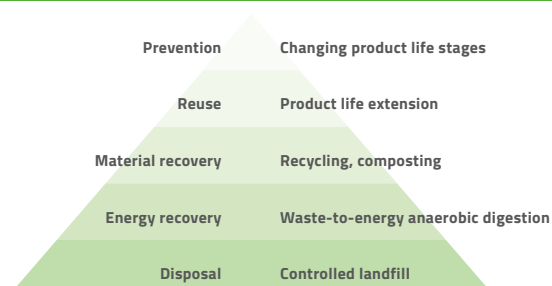 Prevention Changing product life stages
Reuse Product life extension
Material recovery Recycling, composting
Energy recovery Waste-to-energy anaerobic digestion
Disposal Controlled landfill